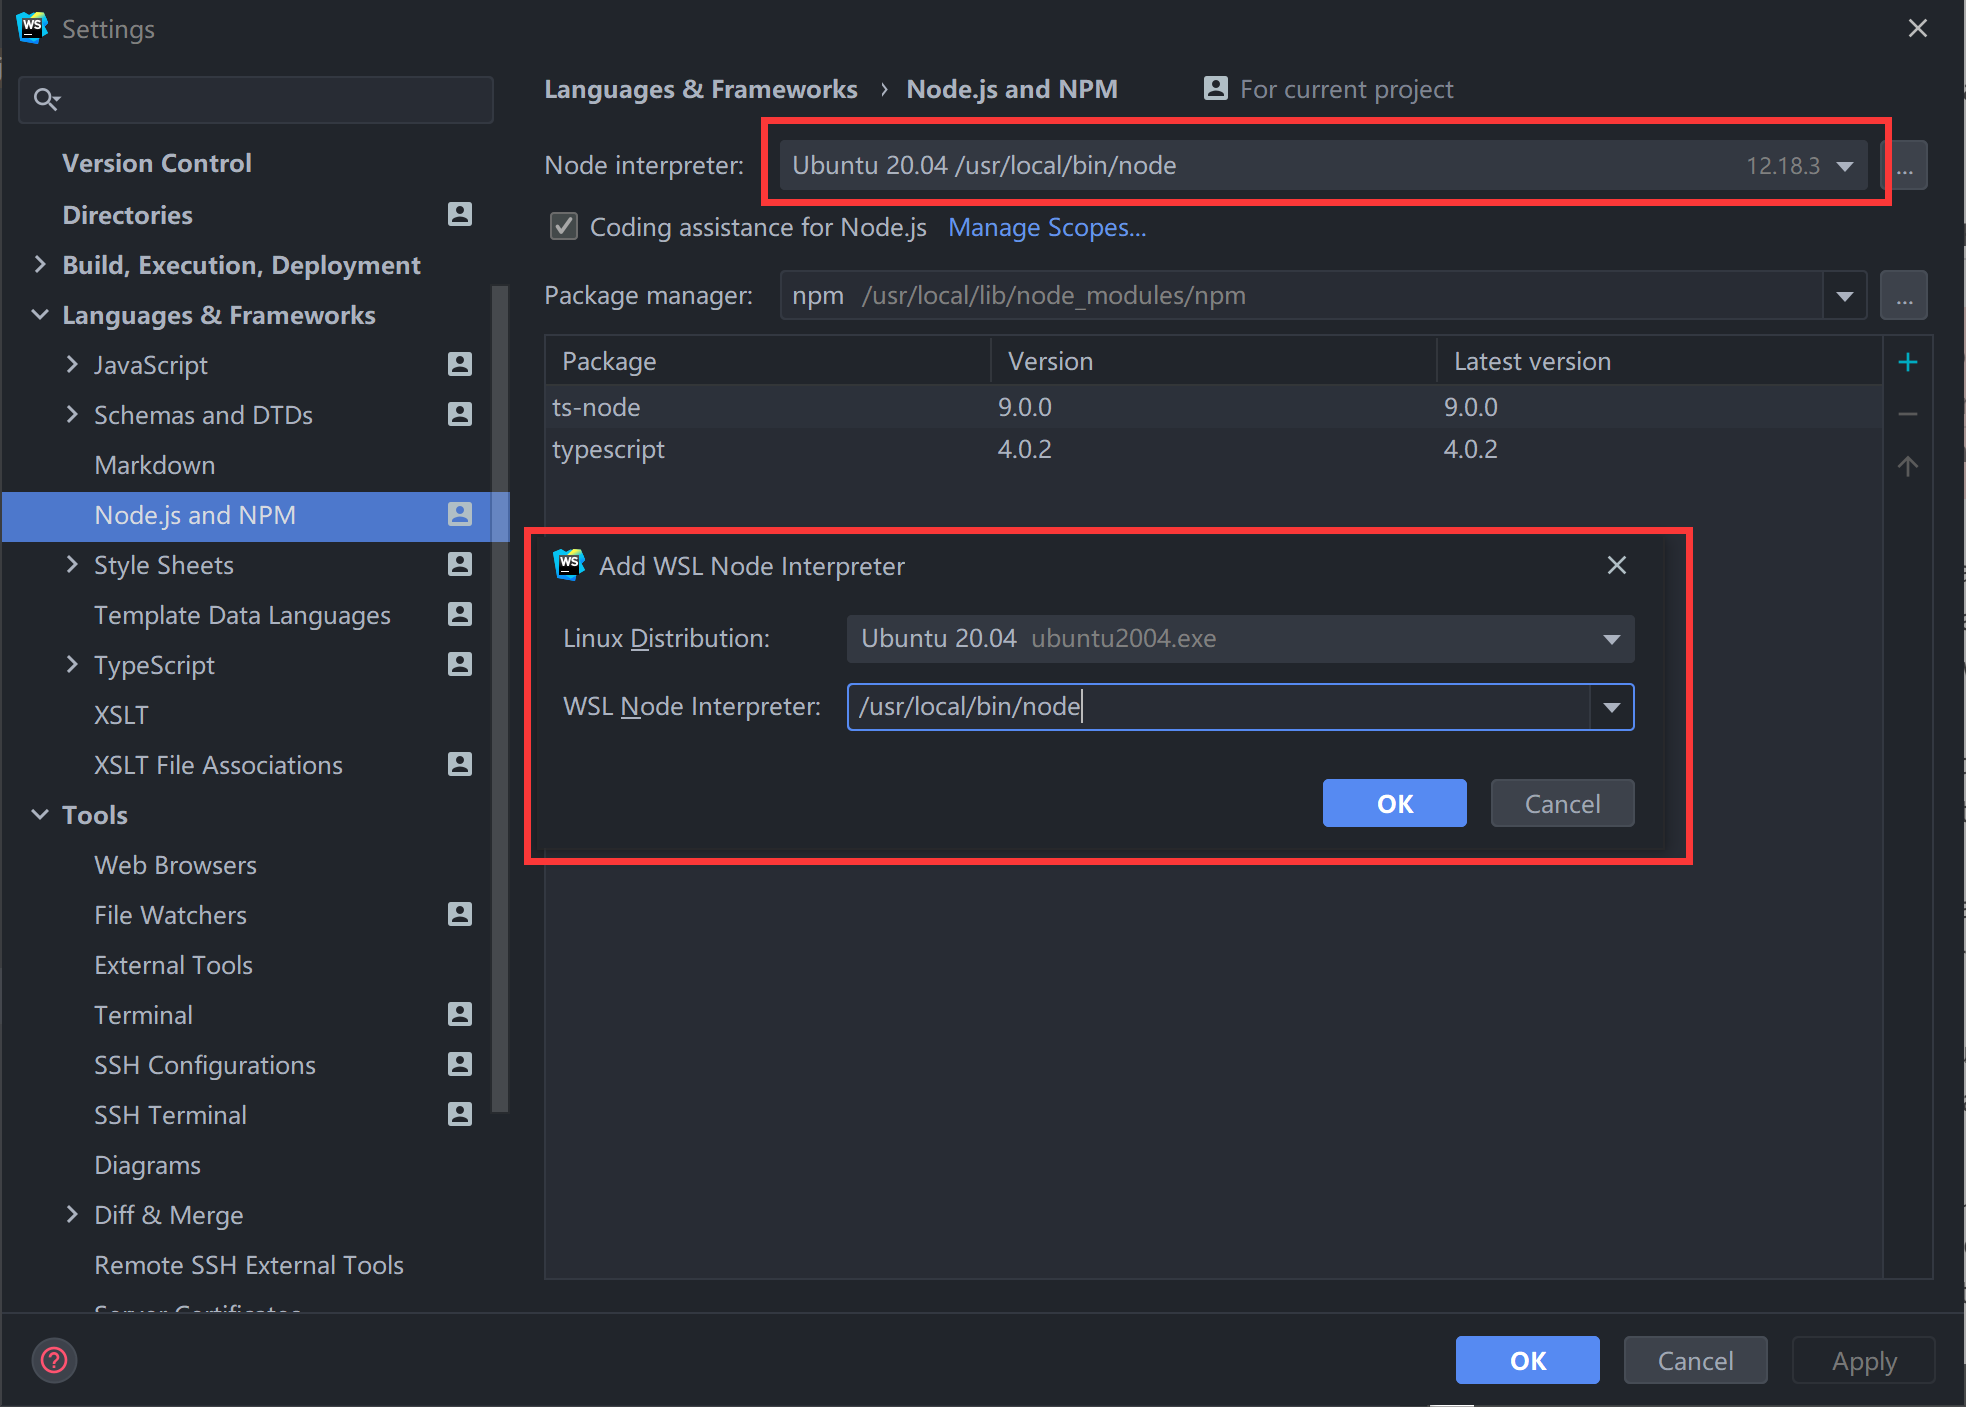 WS Settings
Version Control
Directories
Build, Execution, Deployment
Languages & Frameworks
JavaScript
Schemas and DTDs
Markdown
Node.js and NPM
Style Sheets
Template Data Languages
TypeScript
XSLT
XSLT File Associations
Tools
Web Browsers
File Watchers
External Tools
Terminal
SSH Configurations
SSH Terminal
Diagrams
Diff & Merge
Remote SSH External Tools
Server Certificates
Languages & Frameworks › Node.js and NPM For current project
Node interpreter: Ubuntu 20.04 /usr/local/bin/node 12.18.3 ...
Coding assistance for Node.js Manage Scopes...
Package manager: npm /usr/local/lib/node_modules/npm ...
Package Version Latest version
ts-node 9.0.0 9.0.0
typescript 4.0.2 4.0.2
WS Add WSL Node Interpreter
Linux Distribution: Ubuntu 20.04 ubuntu2004.exe
WSL Node Interpreter: /usr/local/bin/node
OK Cancel
? OK Cancel Apply